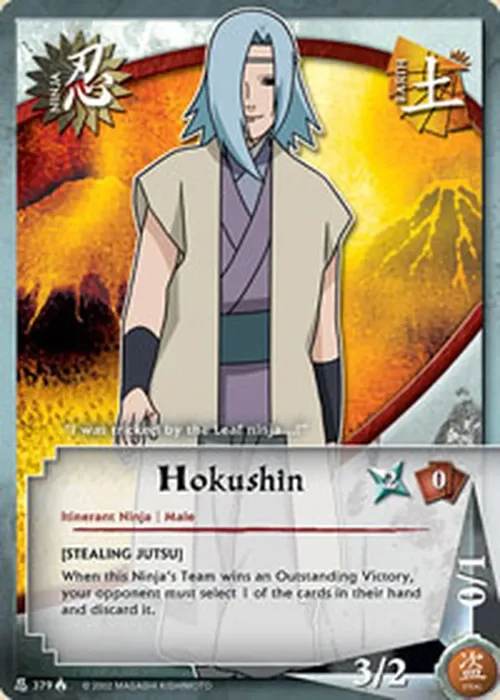 NINJA
忍
EARTH
土
"I was tricked by the Leaf ninja...!"
Hokushin
2
0
Itinerant Ninja | Male
[STEALING JUTSU]
When this Ninja's Team wins an Outstanding Victory,
your opponent must select 1 of the cards in their hand
and discard it.
0/1
3/2
379
© 2002 MASASHI KISHIMOTO